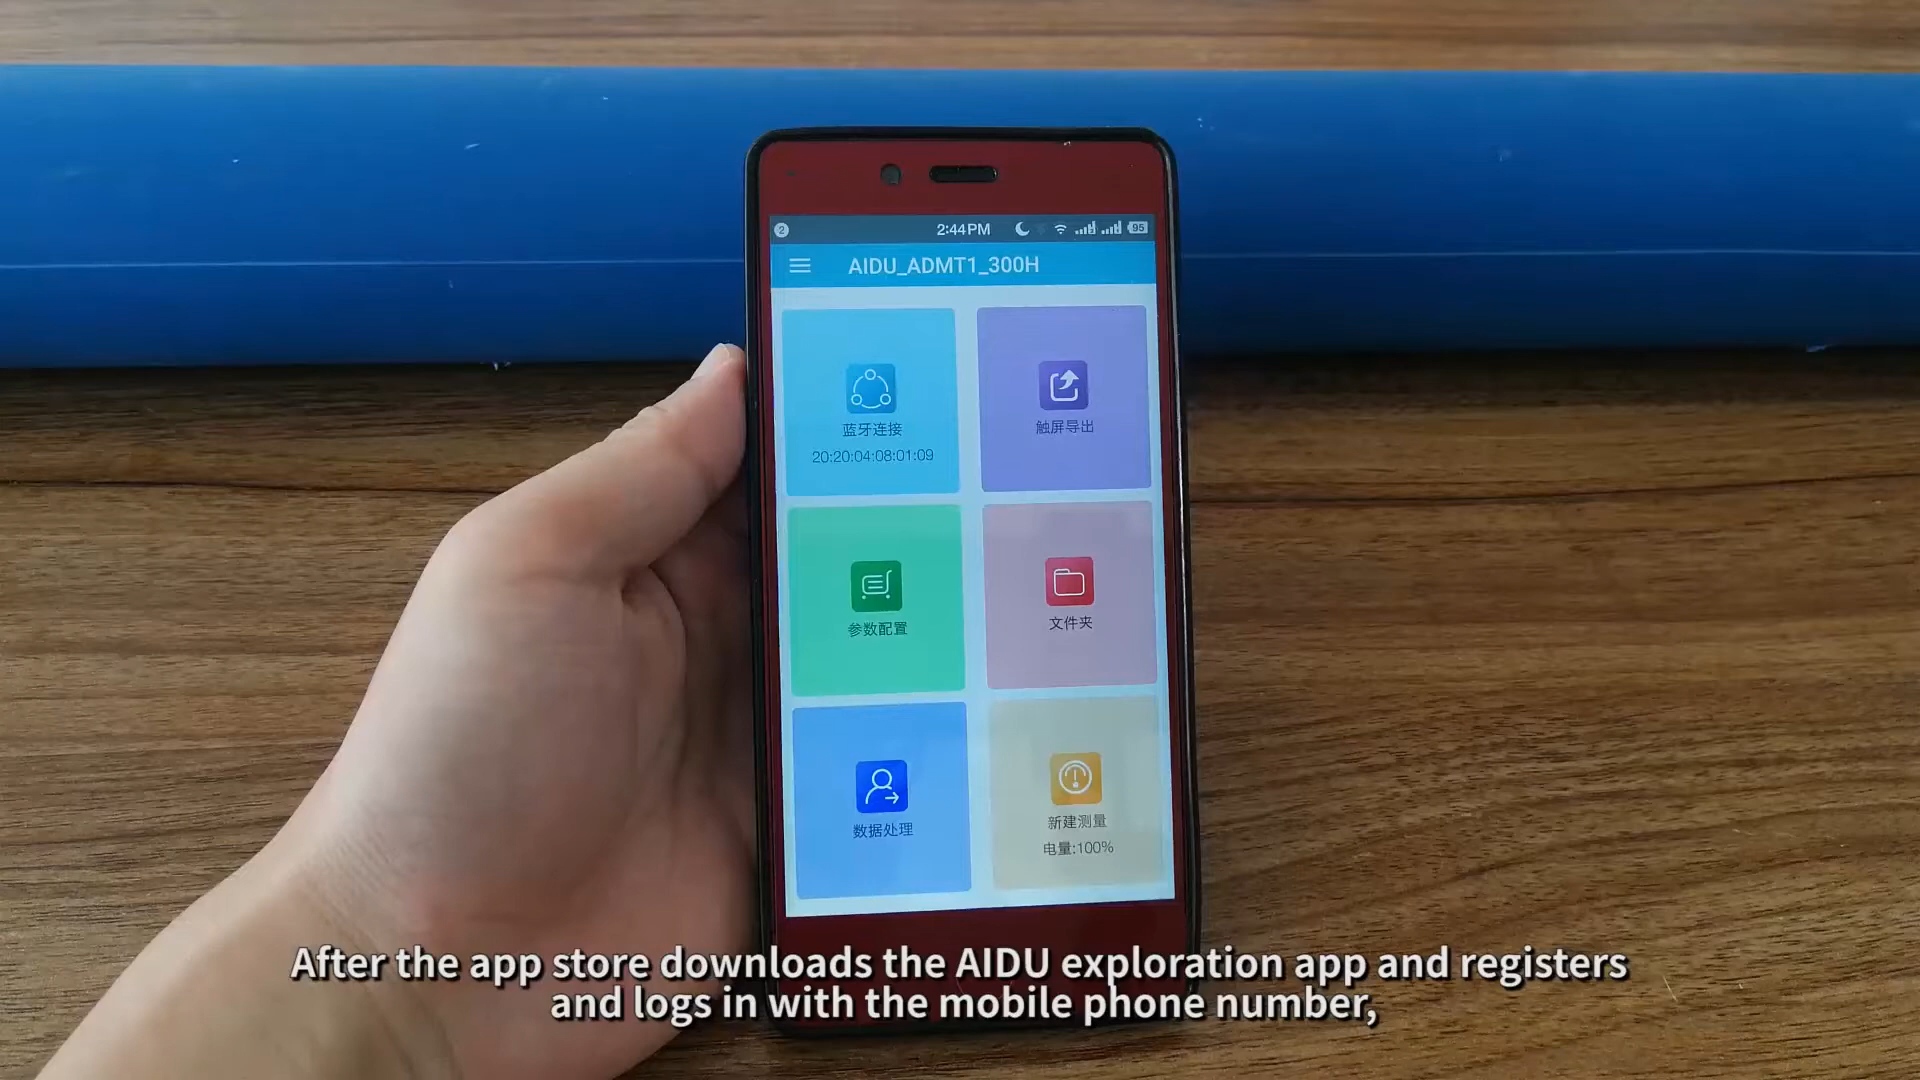 2
2:44PM
95
AIDU_ADMT1_300H
蓝牙连接
20:20:04:08:01:09
触屏导出
参数配置
文件夹
数据处理
新建测量
电量:100%
After the app store downloads the AIDU exploration app and registers
and logs in with the mobile phone number,